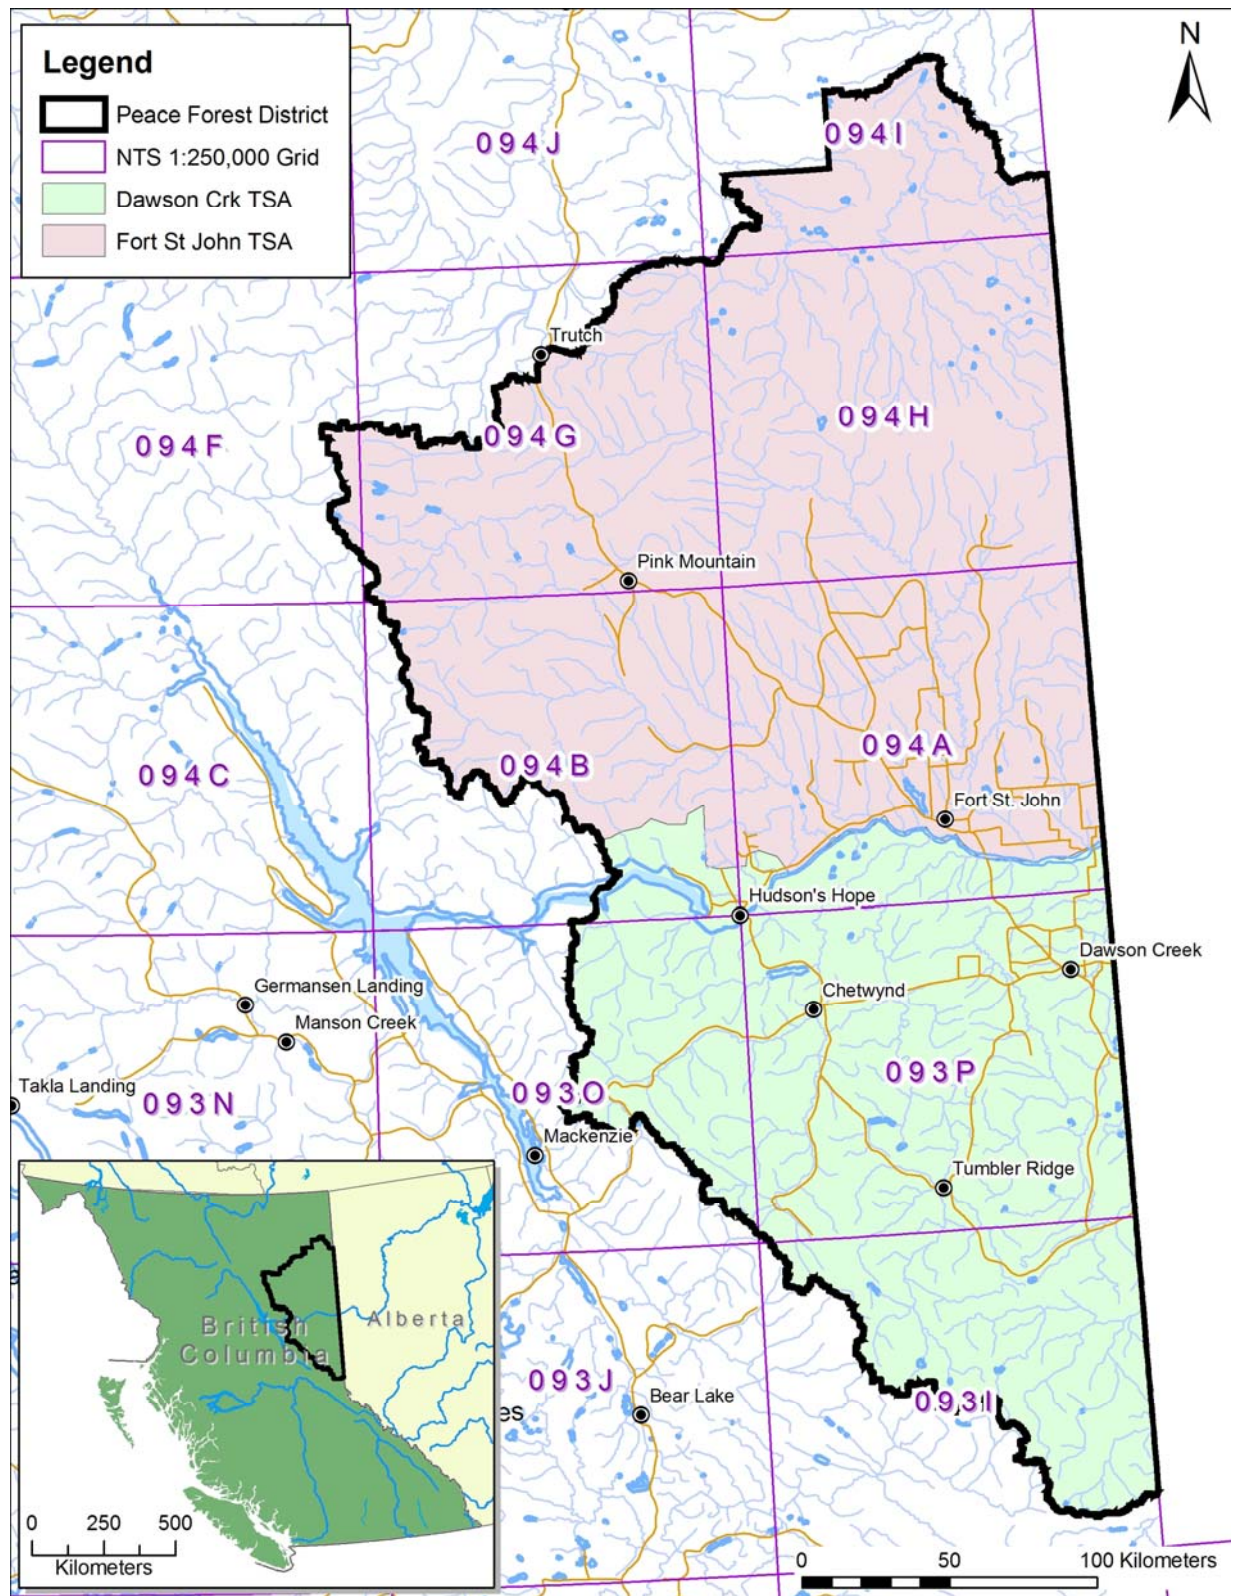 Legend
Peace Forest District
NTS 1:250,000 Grid
Dawson Crk TSA
Fort St John TSA
N
094J
094I
Trutch
094F
094G
094H
Pink Mountain
094C
094B
094A
Fort St. John
Hudson's Hope
Dawson Creek
Germansen Landing
Chetwynd
Manson Creek
Takla Landing
093N
093O
093P
Mackenzie
Tumbler Ridge
British
Columbia
Alberta
093J
093I
Bear Lake
es
0 250 500
Kilometers
0 50 100 Kilometers